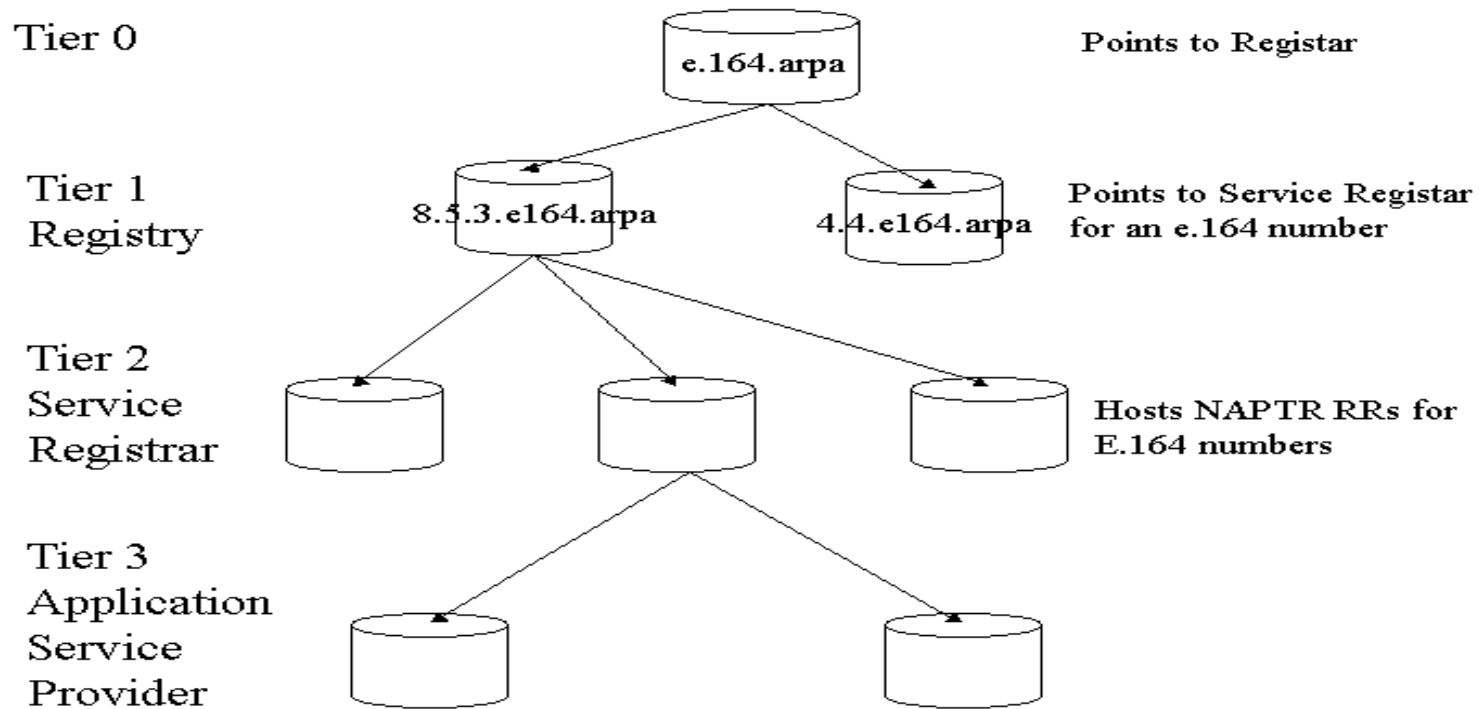 Tier 0
e.164.arpa
Points to Registar
Tier 1
Registry
8.5.3.e164.arpa
4.4.e164.arpa
Points to Service Registar
for an e.164 number
Tier 2
Service
Registrar
Hosts NAPTR RRs for
E.164 numbers
Tier 3
Application
Service
Provider